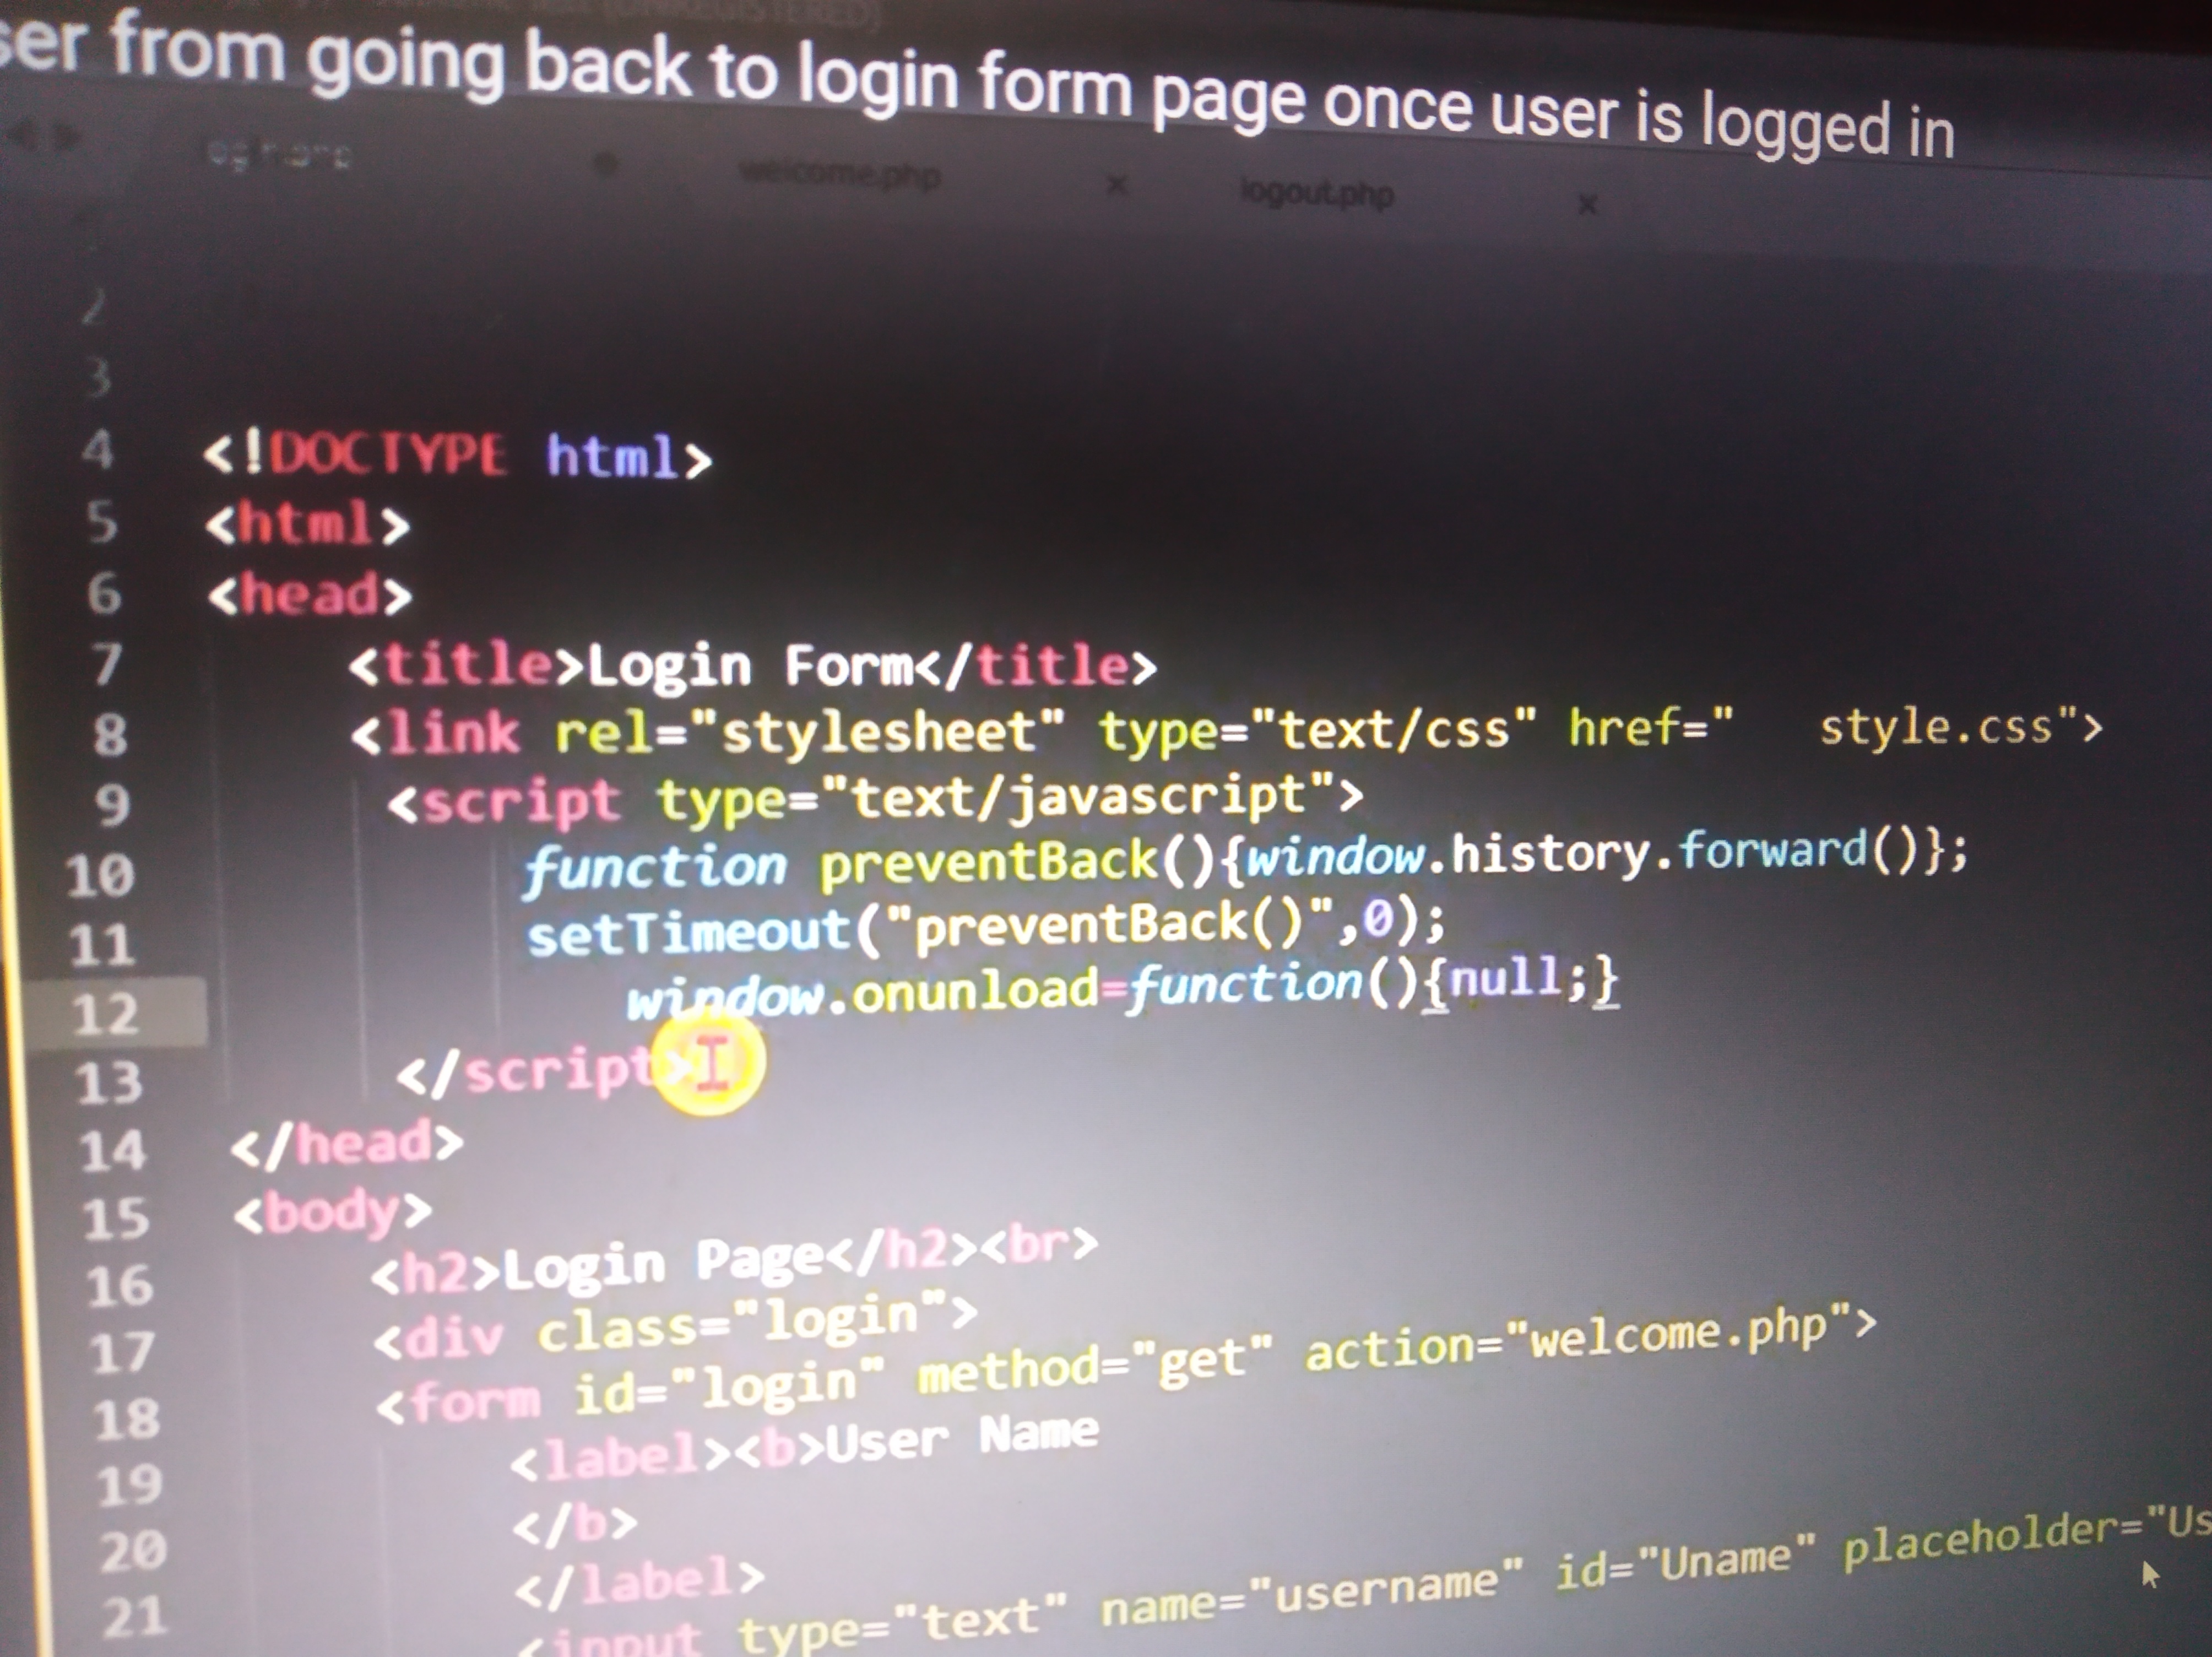 from going back to login form page once user is logged in
welcome.php × logout.php ×
2
3
4 <!DOCTYPE html>
5 <html>
6 <head>
7 <title>Login Form</title>
8 <link rel="stylesheet" type="text/css" href="   style.css">
9 <script type="text/javascript">
10 function preventBack(){window.history.forward()};
11 setTimeout("preventBack()",0);
12 window.onunload=function(){null;}
13 </script>
14 </head>
15 <body>
16 <h2>Login Page</h2><br>
17 <div class="login">
18 <form id="login" method="get" action="welcome.php">
19 <label><b>User Name
20 </b>
21 </label>
<input type="text" name="username" id="Uname" placeholder="Us